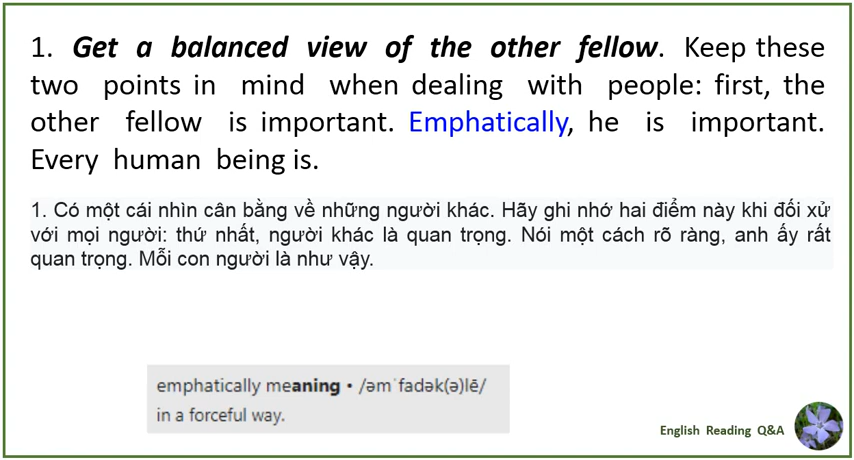 1. Get a balanced view of the other fellow. Keep these
two points in mind when dealing with people: first, the
other fellow is important. Emphatically, he is important.
Every human being is.
1. Có một cái nhìn cân bằng về những người khác. Hãy ghi nhớ hai điểm này khi đối xử
với mọi người: thứ nhất, người khác là quan trọng. Nói một cách rõ ràng, anh ấy rất
quan trọng. Mỗi con người là như vậy.
emphatically meaning • /əmˈfadək(ə)lē/
in a forceful way.
English Reading Q&A